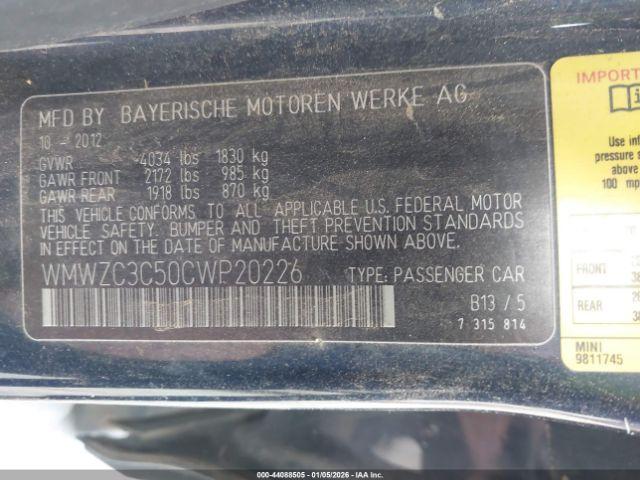 MFD BY BAYERISCHE MOTOREN WERKE AG
10 - 2012
GVWR 4034 lbs 1830 kg
GAWR FRONT 2172 lbs 985 kg
GAWR REAR 1918 lbs 870 kg
THIS VEHICLE CONFORMS TO ALL APPLICABLE U.S. FEDERAL MOTOR
VEHICLE SAFETY, BUMPER AND THEFT PREVENTION STANDARDS
IN EFFECT ON THE DATE OF MANUFACTURE SHOWN ABOVE.
WMWZC3C50CWP20226 TYPE: PASSENGER CAR
B13 / 5
7 315 814
IMPORT
Use inf
pressure s
above
100 mp
FRONT
REAR
MINI
9811745
000-44088505 - 01/05/2026 - IAA Inc.